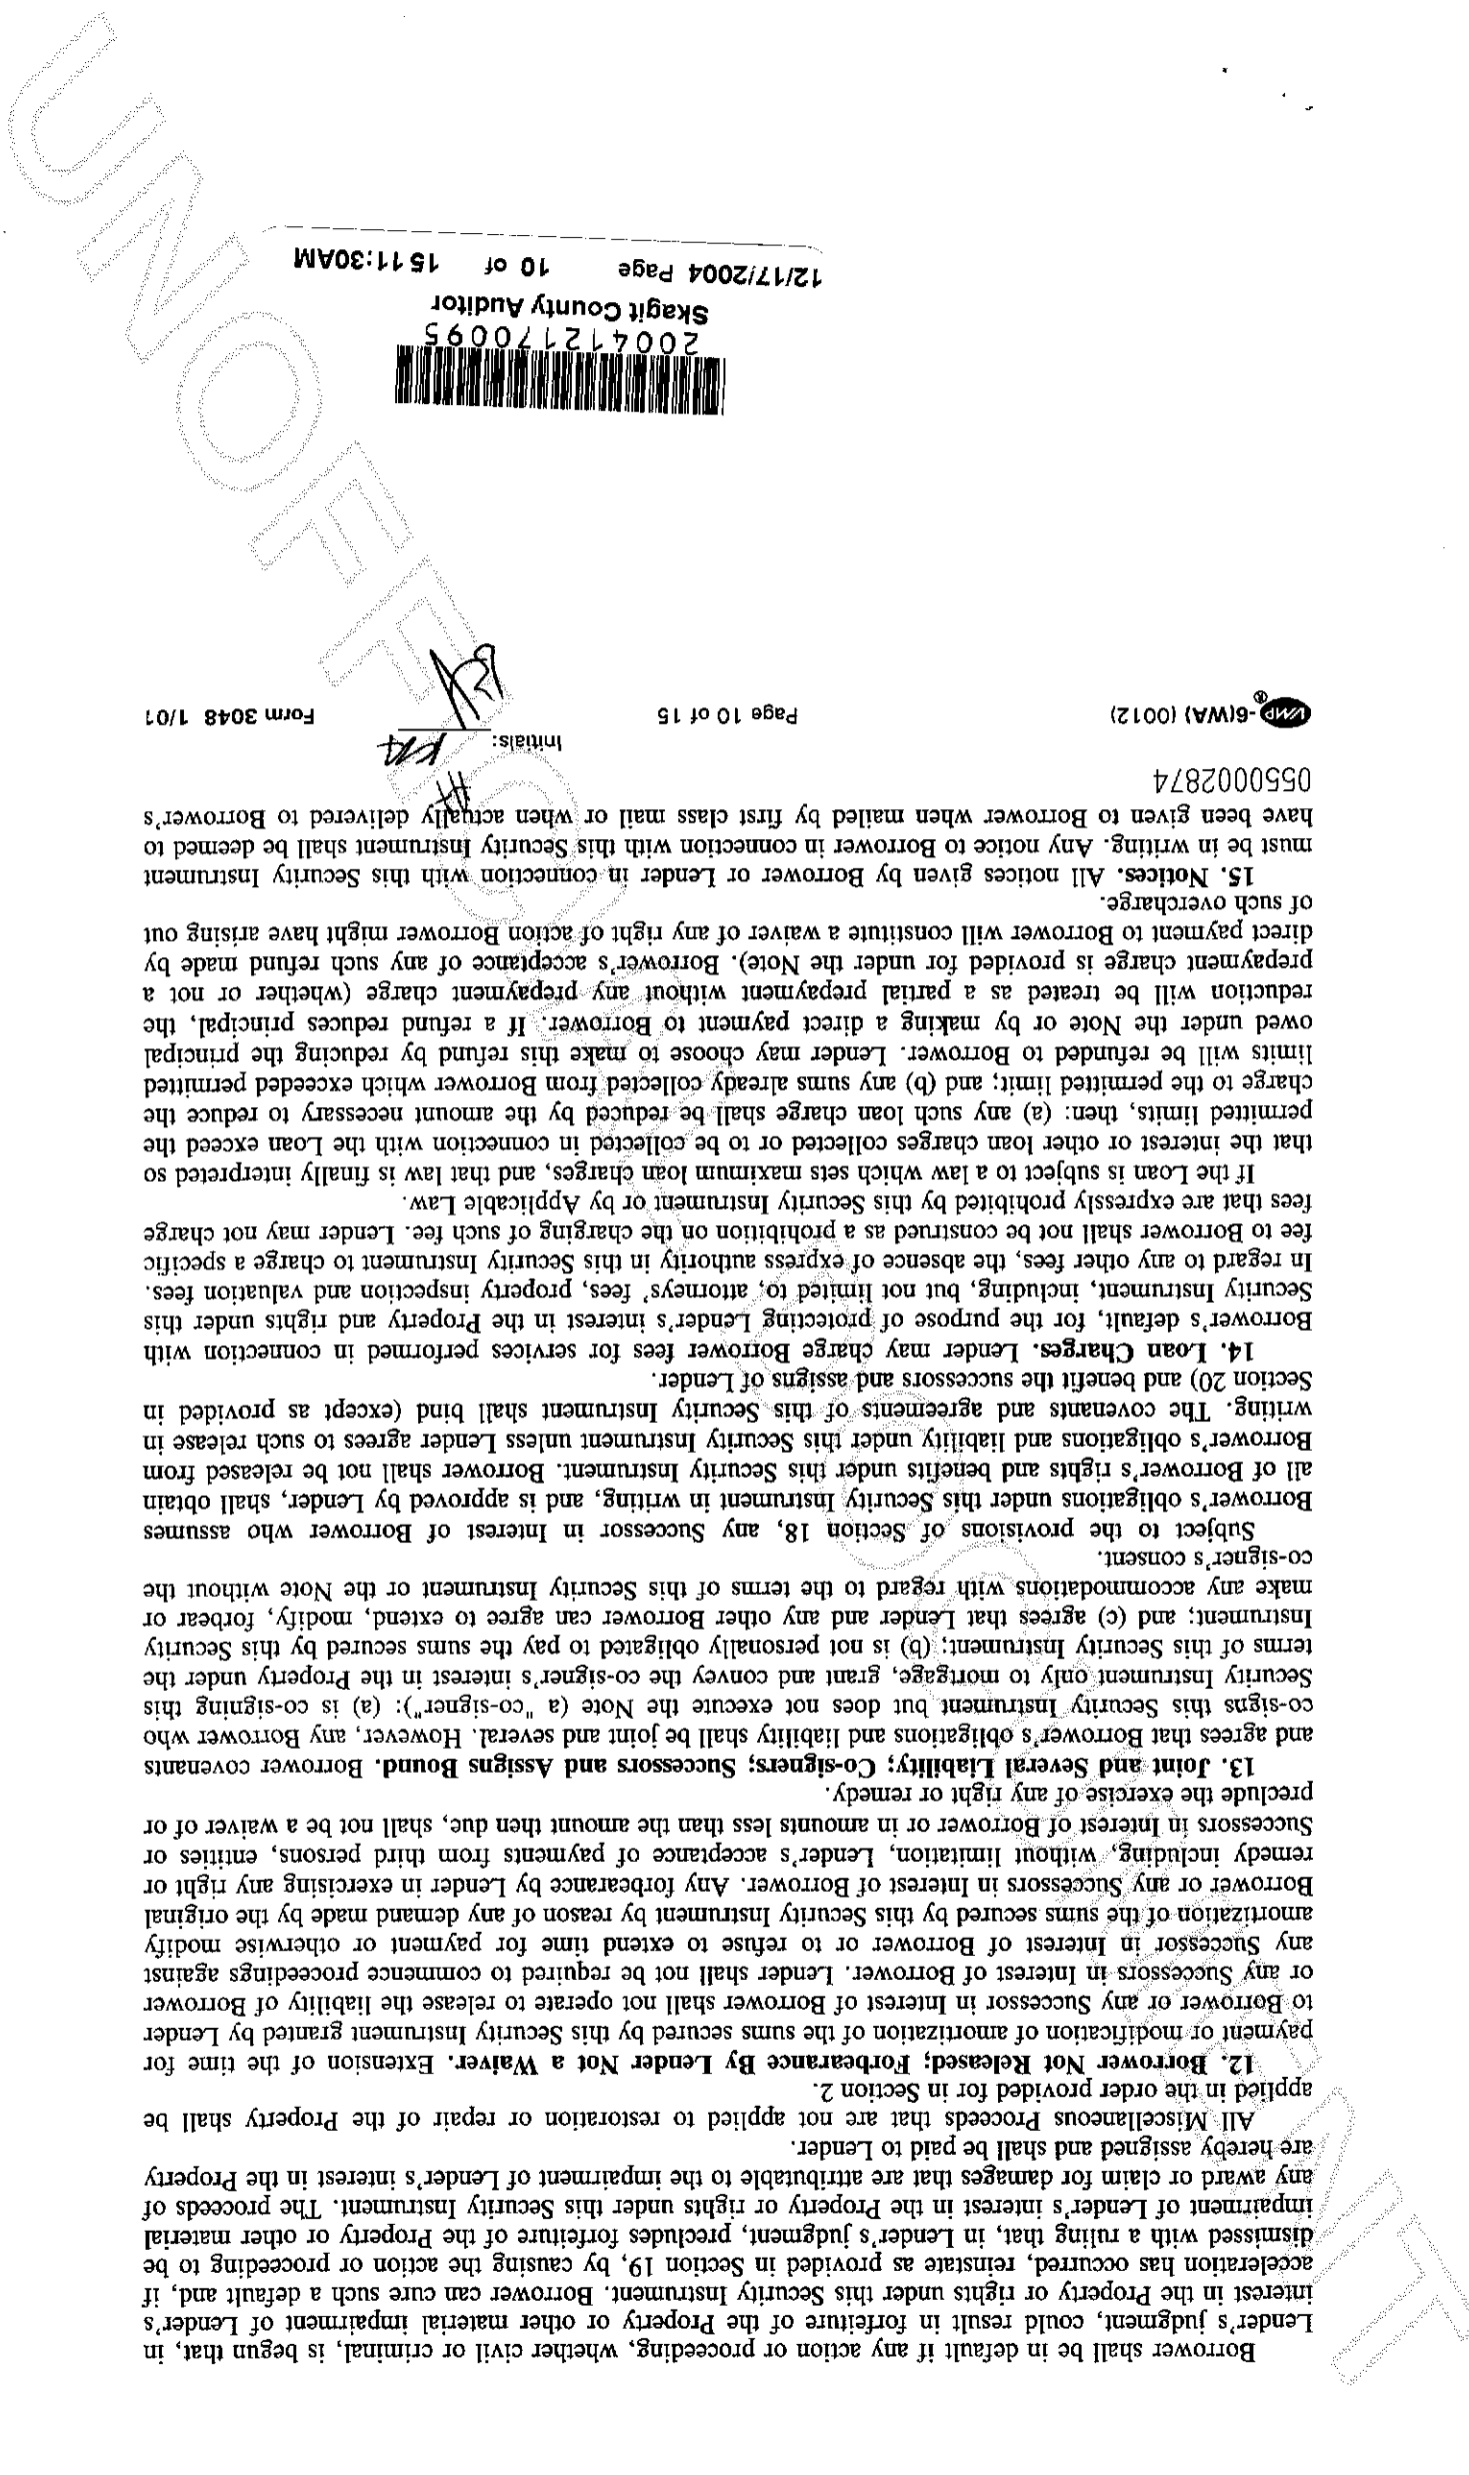 Borrower shall be in default if any action or proceeding, whether civil or criminal, is begun that, in
Lender's judgment, could result in forfeiture of the Property or other material impairment of Lender's
interest in the Property or rights under this Security Instrument. Borrower can cure such a default and, if
acceleration has occurred, reinstate as provided in Section 19, by causing the action or proceeding to be
dismissed with a ruling that, in Lender's judgment, precludes forfeiture of the Property or other material
impairment of Lender's interest in the Property or rights under this Security Instrument. The proceeds of
any award or claim for damages that are attributable to the impairment of Lender's interest in the Property
are hereby assigned and shall be paid to Lender.
All Miscellaneous Proceeds that are not applied to restoration or repair of the Property shall be
applied in the order provided for in Section 2.
12. Borrower Not Released; Forbearance By Lender Not a Waiver. Extension of the time for
payment or modification of amortization of the sums secured by this Security Instrument granted by Lender
to Borrower or any Successor in Interest of Borrower shall not operate to release the liability of Borrower
or any Successors in Interest of Borrower. Lender shall not be required to commence proceedings against
any Successor in Interest of Borrower or to refuse to extend time for payment or otherwise modify
amortization of the sums secured by this Security Instrument by reason of any demand made by the original
Borrower or any Successors in Interest of Borrower. Any forbearance by Lender in exercising any right or
remedy including, without limitation, Lender's acceptance of payments from third persons, entities or
Successors in Interest of Borrower or in amounts less than the amount then due, shall not be a waiver of or
preclude the exercise of any right or remedy.
13. Joint and Several Liability; Co-signers; Successors and Assigns Bound. Borrower covenants
and agrees that Borrower's obligations and liability shall be joint and several. However, any Borrower who
co-signs this Security Instrument but does not execute the Note (a "co-signer"): (a) is co-signing this
Security Instrument only to mortgage, grant and convey the co-signer's interest in the Property under the
terms of this Security Instrument; (b) is not personally obligated to pay the sums secured by this Security
Instrument; and (c) agrees that Lender and any other Borrower can agree to extend, modify, forbear or
make any accommodations with regard to the terms of this Security Instrument or the Note without the
co-signer's consent.
Subject to the provisions of Section 18, any Successor in Interest of Borrower who assumes
Borrower's obligations under this Security Instrument in writing, and is approved by Lender, shall obtain
all of Borrower's rights and benefits under this Security Instrument. Borrower shall not be released from
Borrower's obligations and liability under this Security Instrument unless Lender agrees to such release in
writing. The covenants and agreements of this Security Instrument shall bind (except as provided in
Section 20) and benefit the successors and assigns of Lender.
14. Loan Charges. Lender may charge Borrower fees for services performed in connection with
Borrower's default, for the purpose of protecting Lender's interest in the Property and rights under this
Security Instrument, including, but not limited to, attorneys' fees, property inspection and valuation fees.
In regard to any other fees, the absence of express authority in this Security Instrument to charge a specific
fee to Borrower shall not be construed as a prohibition on the charging of such fee. Lender may not charge
fees that are expressly prohibited by this Security Instrument or by Applicable Law.
If the Loan is subject to a law which sets maximum loan charges, and that law is finally interpreted so
that the interest or other loan charges collected or to be collected in connection with the Loan exceed the
permitted limits, then: (a) any such loan charge shall be reduced by the amount necessary to reduce the
charge to the permitted limit; and (b) any sums already collected from Borrower which exceeded permitted
limits will be refunded to Borrower. Lender may choose to make this refund by reducing the principal
owed under the Note or by making a direct payment to Borrower. If a refund reduces principal, the
reduction will be treated as a partial prepayment without any prepayment charge (whether or not a
prepayment charge is provided for under the Note). Borrower's acceptance of any such refund made by
direct payment to Borrower will constitute a waiver of any right of action Borrower might have arising out
of such overcharge.
15. Notices. All notices given by Borrower or Lender in connection with this Security Instrument
must be in writing. Any notice to Borrower in connection with this Security Instrument shall be deemed to
have been given to Borrower when mailed by first class mail or when actually delivered to Borrower's
0550002874
Initials: KA
VMP®-6(WA) (0012) Page 10 of 15 Form 3048 1/01
200412170095
Skagit County Auditor
12/17/2004 Page 10 of 15 11:30AM
UNOFFICIAL DOCUMENT